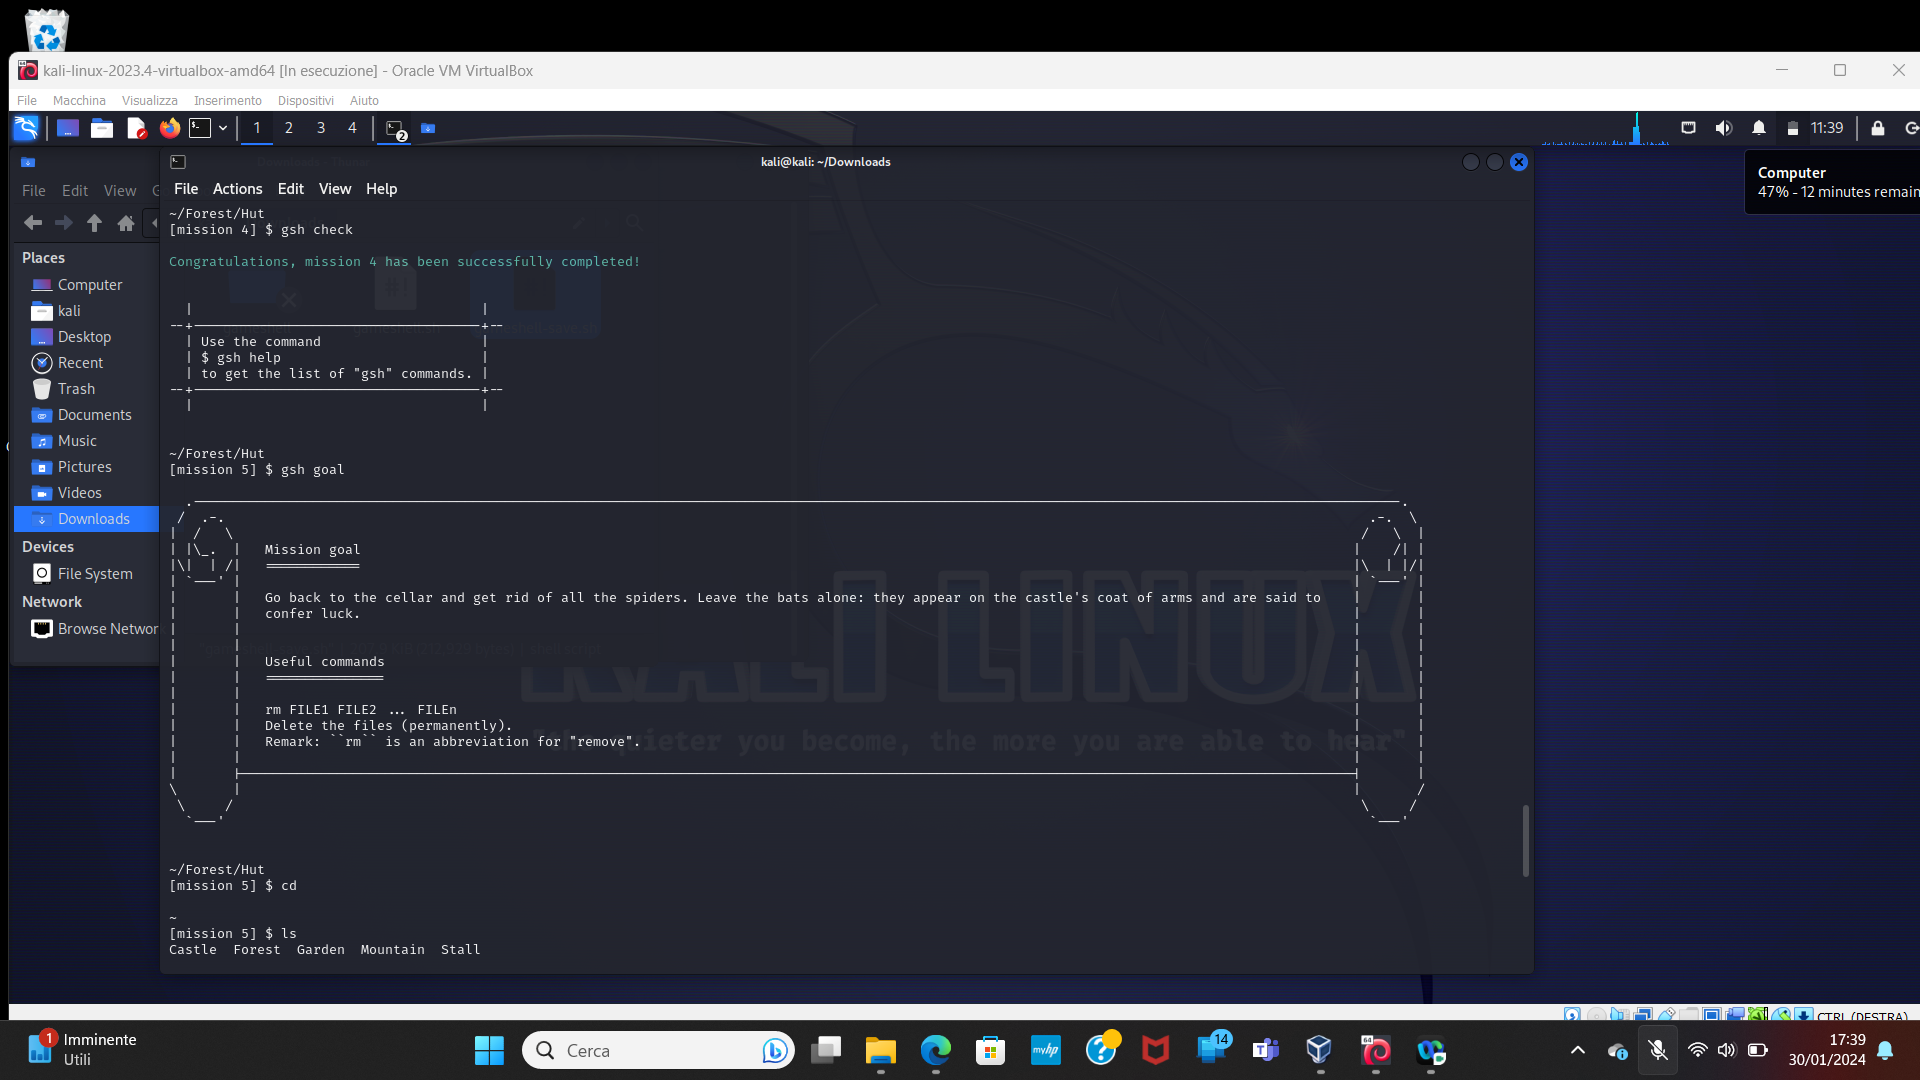 kali-linux-2023.4-virtualbox-amd64 [In esecuzione] - Oracle VM VirtualBox
File Macchina Visualizza Inserimento Dispositivi Aiuto
1 2 3 4
2
11:39
kali@kali: ~/Downloads
Computer
47% - 12 minutes remain
File Edit View G
File Actions Edit View Help
Places
Computer
kali
Desktop
Recent
Trash
Documents
Music
Pictures
Videos
Downloads
Devices
File System
Network
Browse Networ
~/Forest/Hut
[mission 4] $ gsh check
Congratulations, mission 4 has been successfully completed!
Use the command
$ gsh help
to get the list of "gsh" commands.
~/Forest/Hut
[mission 5] $ gsh goal
Mission goal
============
Go back to the cellar and get rid of all the spiders. Leave the bats alone: they appear on the castle's coat of arms and are said to
confer luck.
Useful commands
===============
rm FILE1 FILE2 ... FILEn
Delete the files (permanently).
Remark: ``rm`` is an abbreviation for "remove".
KALI LINUX
"the quieter you become, the more you are able to hear"
~/Forest/Hut
[mission 5] $ cd
~
[mission 5] $ ls
Castle Forest Garden Mountain Stall
CTRL (DESTRA)
1
Imminente
Utili
Cerca
myhp
14
64
17:39
30/01/2024